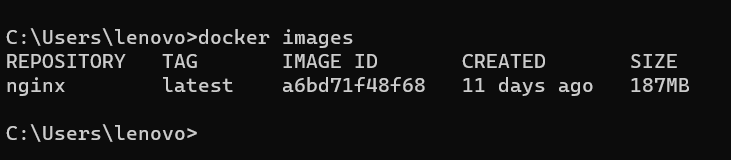 C:\Users\lenovo>docker images
REPOSITORY   TAG       IMAGE ID       CREATED       SIZE
nginx        latest    a6bd71f48f68   11 days ago   187MB
C:\Users\lenovo>